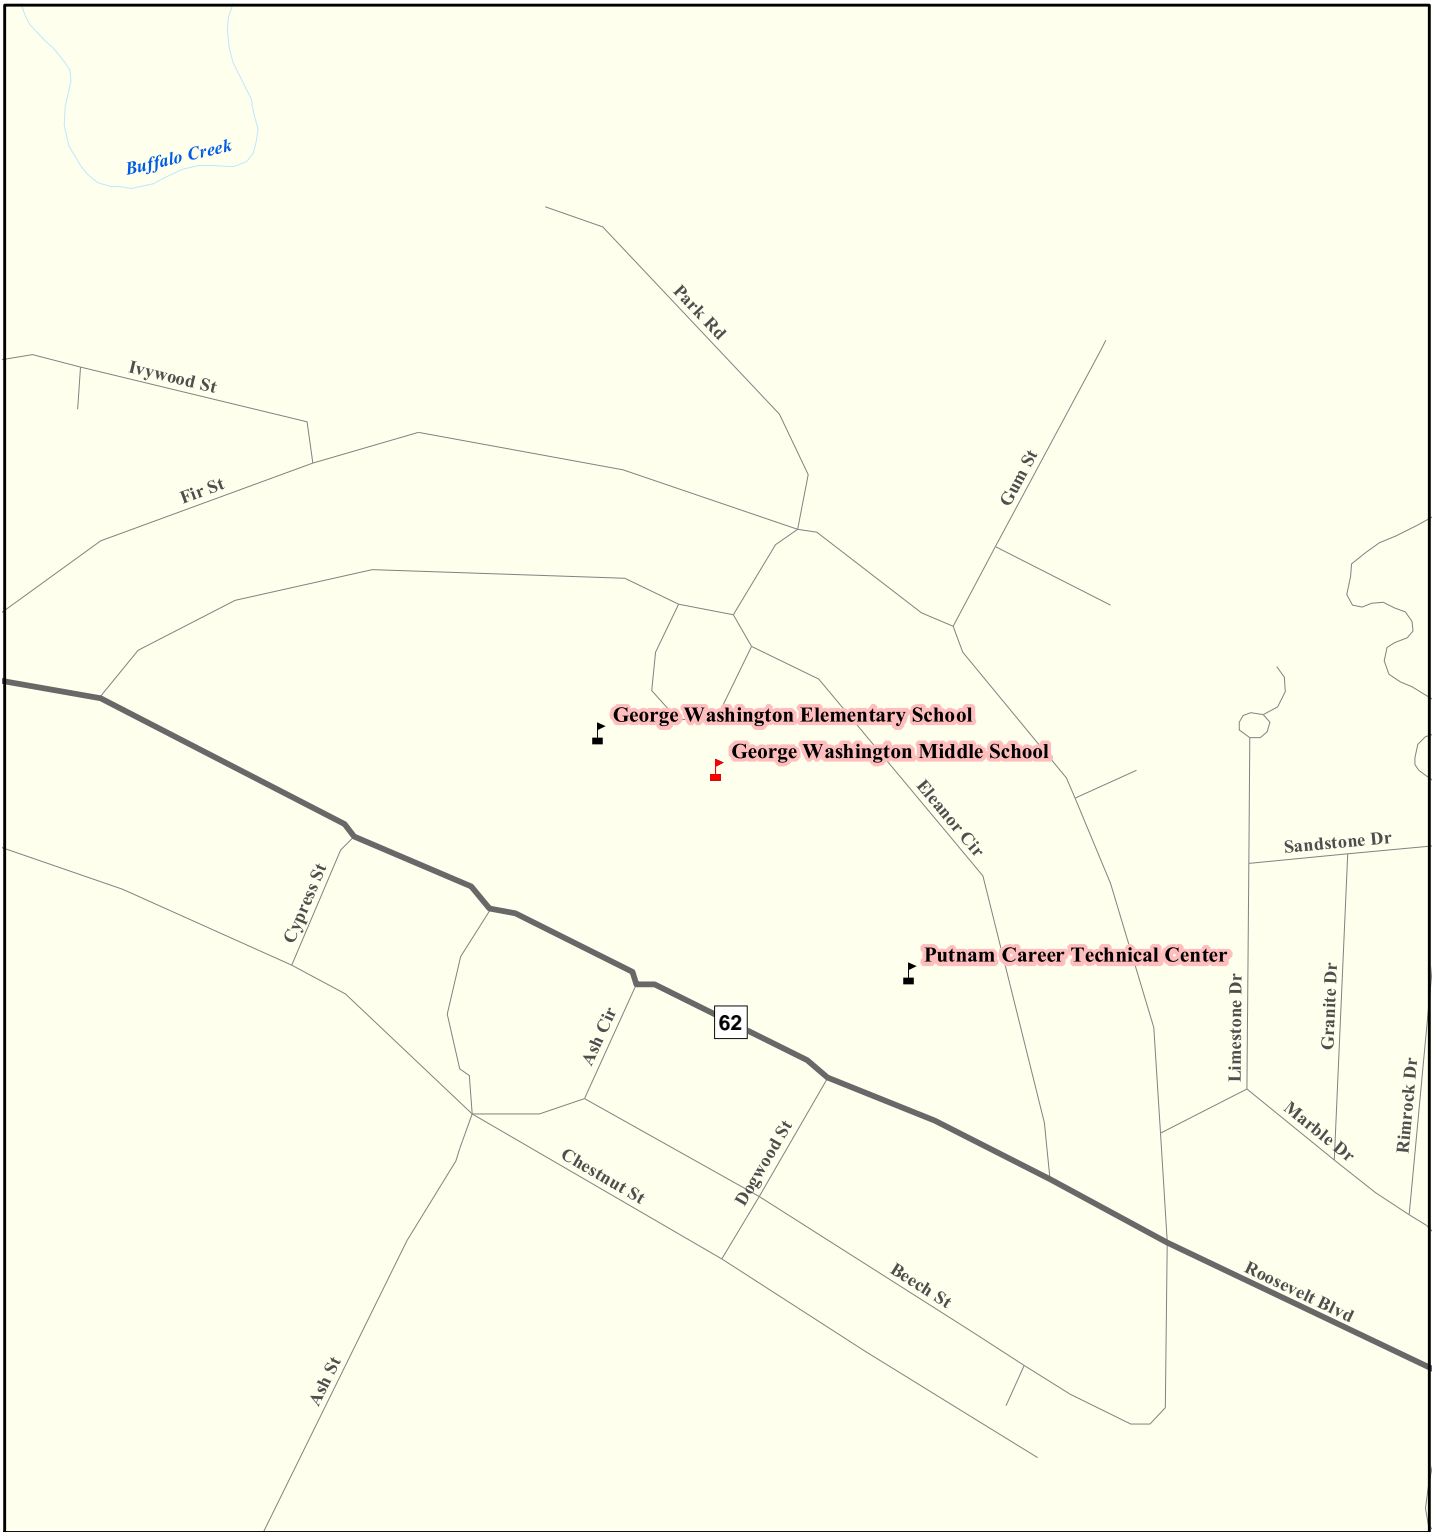 Buffalo Creek
Park Rd
Ivywood St
Gum St
Fir St
George Washington Elementary School
George Washington Middle School
Eleanor Cir
Sandstone Dr
Cypress St
Putnam Career Technical Center
Limestone Dr
Granite Dr
62
Ash Cir
Rimrock Dr
Marble Dr
Dogwood St
Chestnut St
Beech St
Roosevelt Blvd
Ash St